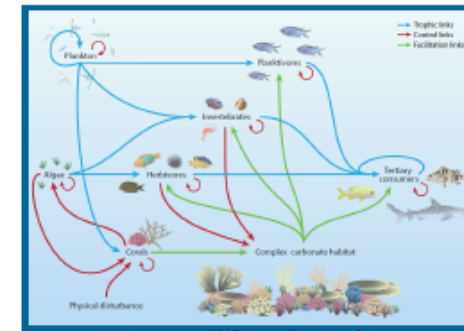 Trophic links
Control links
Facilitation links
Plankton
Planktivores
Invertebrates
Algae
Herbivores
Tertiary
consumers
Corals
Complex carbonate habitat
Physical disturbance